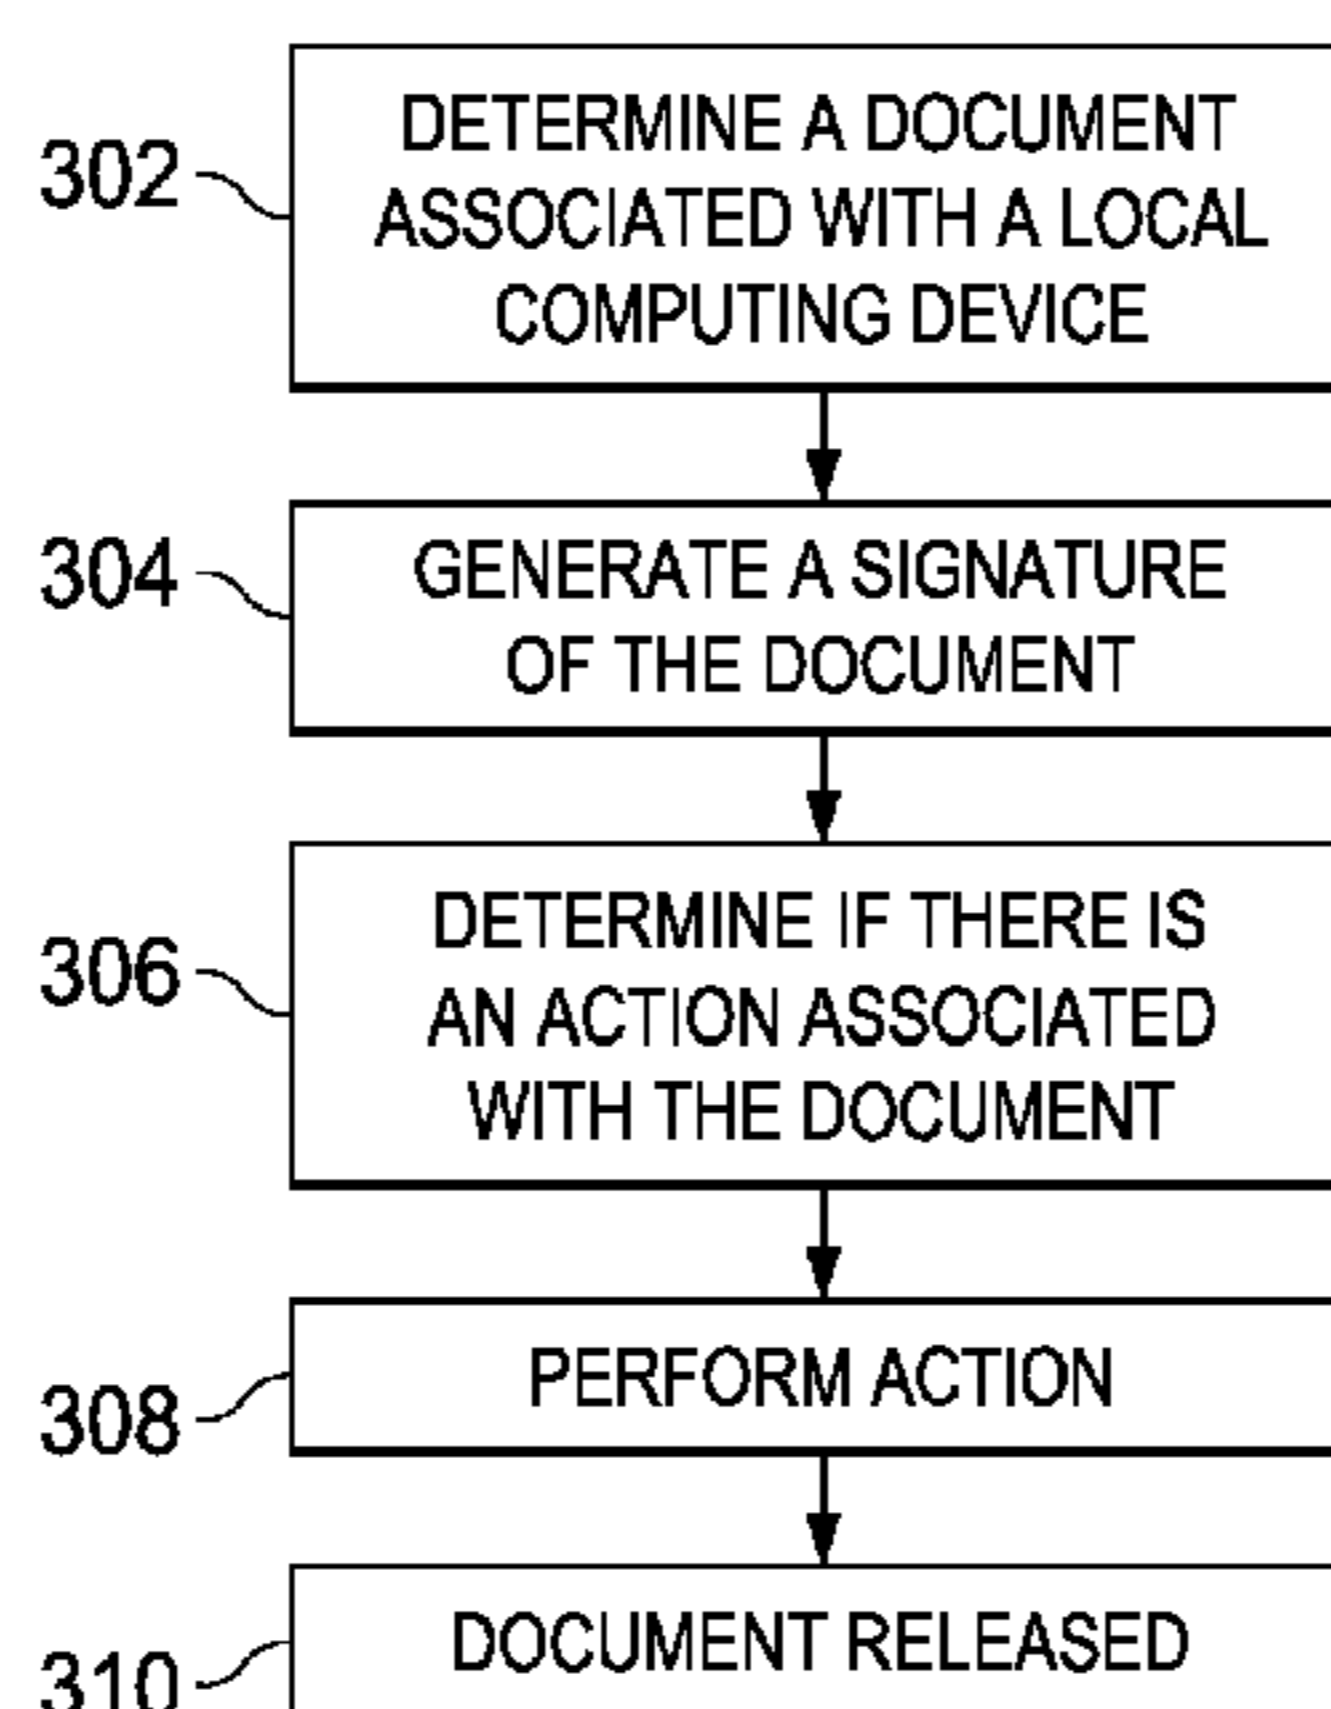 302
DETERMINE A DOCUMENT
ASSOCIATED WITH A LOCAL
COMPUTING DEVICE
304
GENERATE A SIGNATURE
OF THE DOCUMENT
306
DETERMINE IF THERE IS
AN ACTION ASSOCIATED
WITH THE DOCUMENT
308
PERFORM ACTION
310
DOCUMENT RELEASED